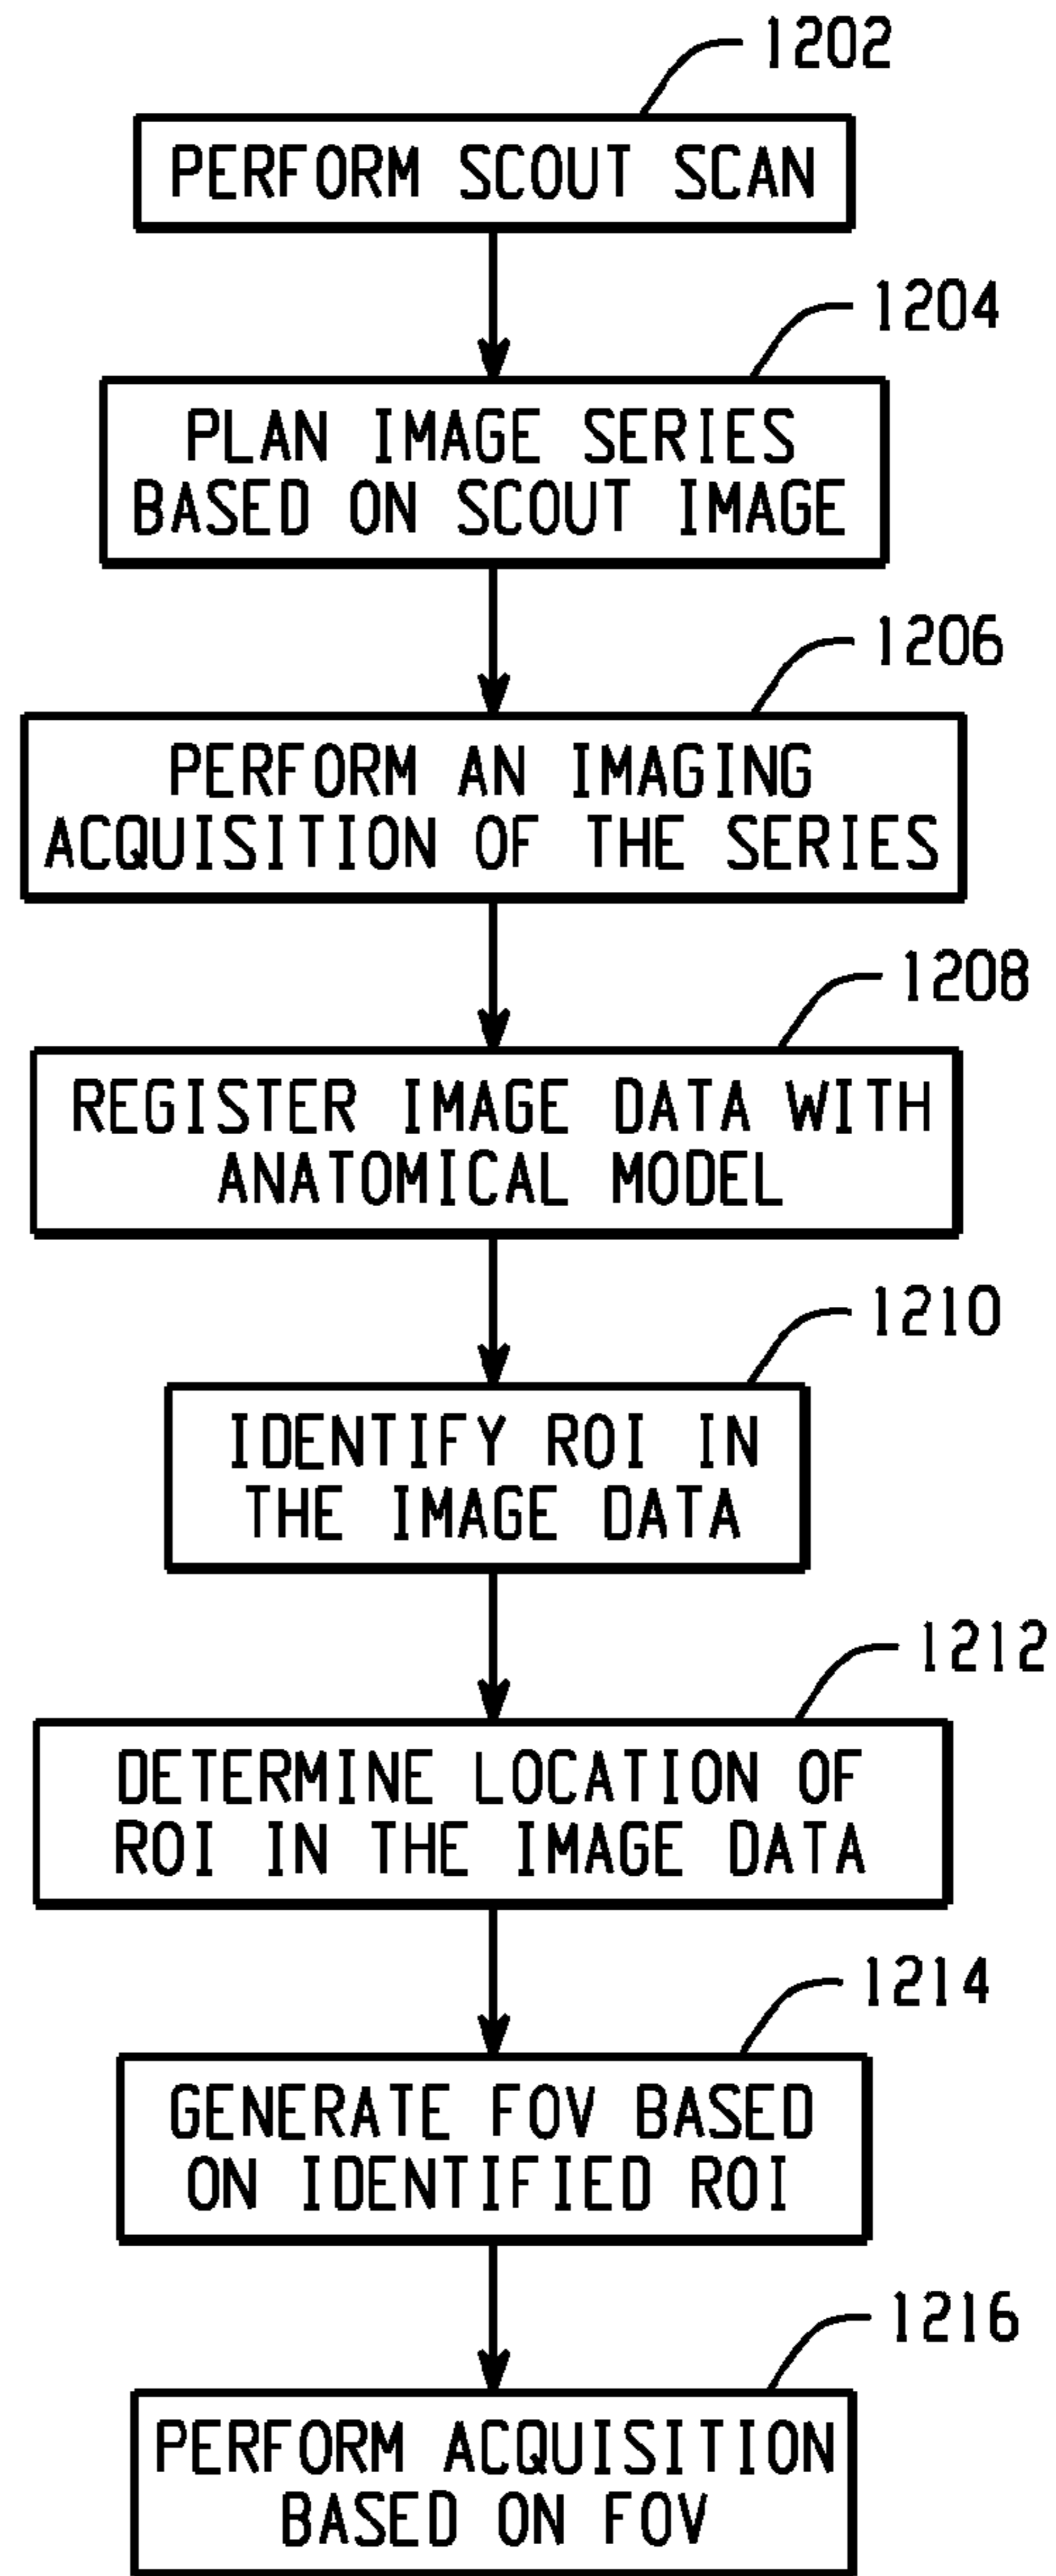 1202
PERFORM SCOUT SCAN
1204
PLAN IMAGE SERIES
BASED ON SCOUT IMAGE
1206
PERFORM AN IMAGING
ACQUISITION OF THE SERIES
1208
REGISTER IMAGE DATA WITH
ANATOMICAL MODEL
1210
IDENTIFY ROI IN
THE IMAGE DATA
1212
DETERMINE LOCATION OF
ROI IN THE IMAGE DATA
1214
GENERATE FOV BASED
ON IDENTIFIED ROI
1216
PERFORM ACQUISITION
BASED ON FOV